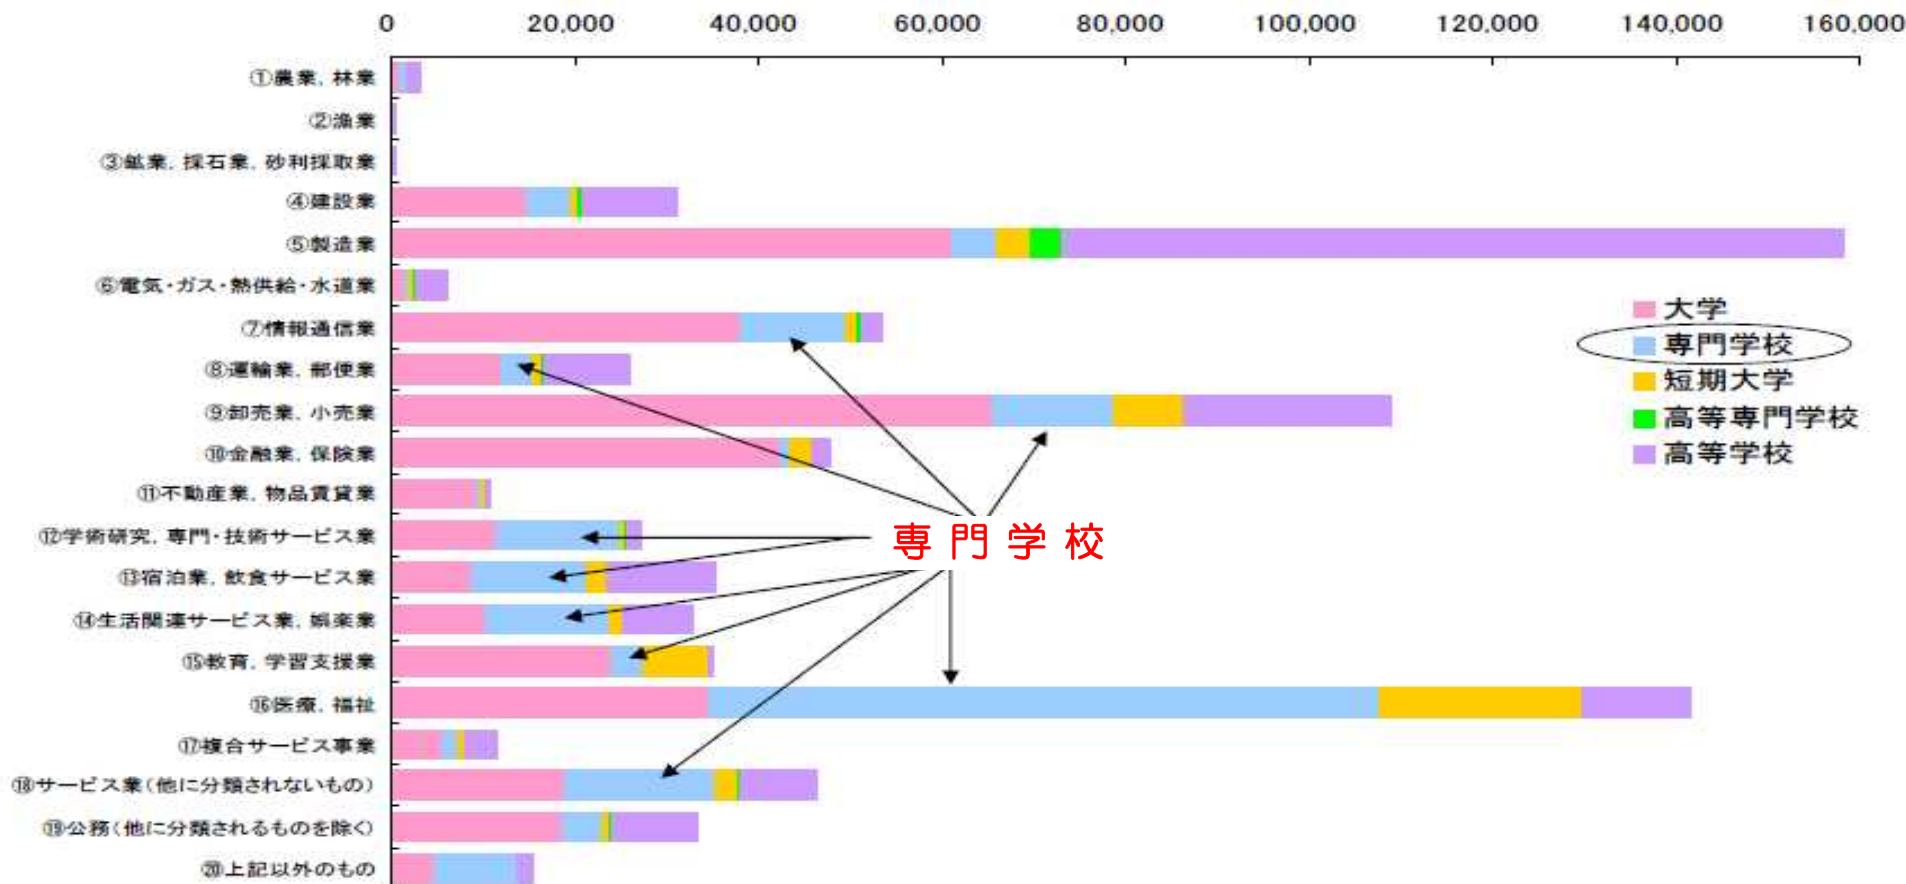 0 20,000 40,000 60,000 80,000 100,000 120,000 140,000 160,000
①農業，林業
②漁業
③鉱業，採石業，砂利採取業
④建設業
⑤製造業
⑥電気・ガス・熱供給・水道業
⑦情報通信業
⑧運輸業，郵便業
⑨卸売業，小売業
⑩金融業，保険業
⑪不動産業，物品賃貸業
⑫学術研究，専門・技術サービス業
⑬宿泊業，飲食サービス業
⑭生活関連サービス業，娯楽業
⑮教育，学習支援業
⑯医療，福祉
⑰複合サービス事業
⑱サービス業（他に分類されないもの）
⑲公務（他に分類されるものを除く）
⑳上記以外のもの
専門学校
大学
専門学校
短期大学
高等専門学校
高等学校